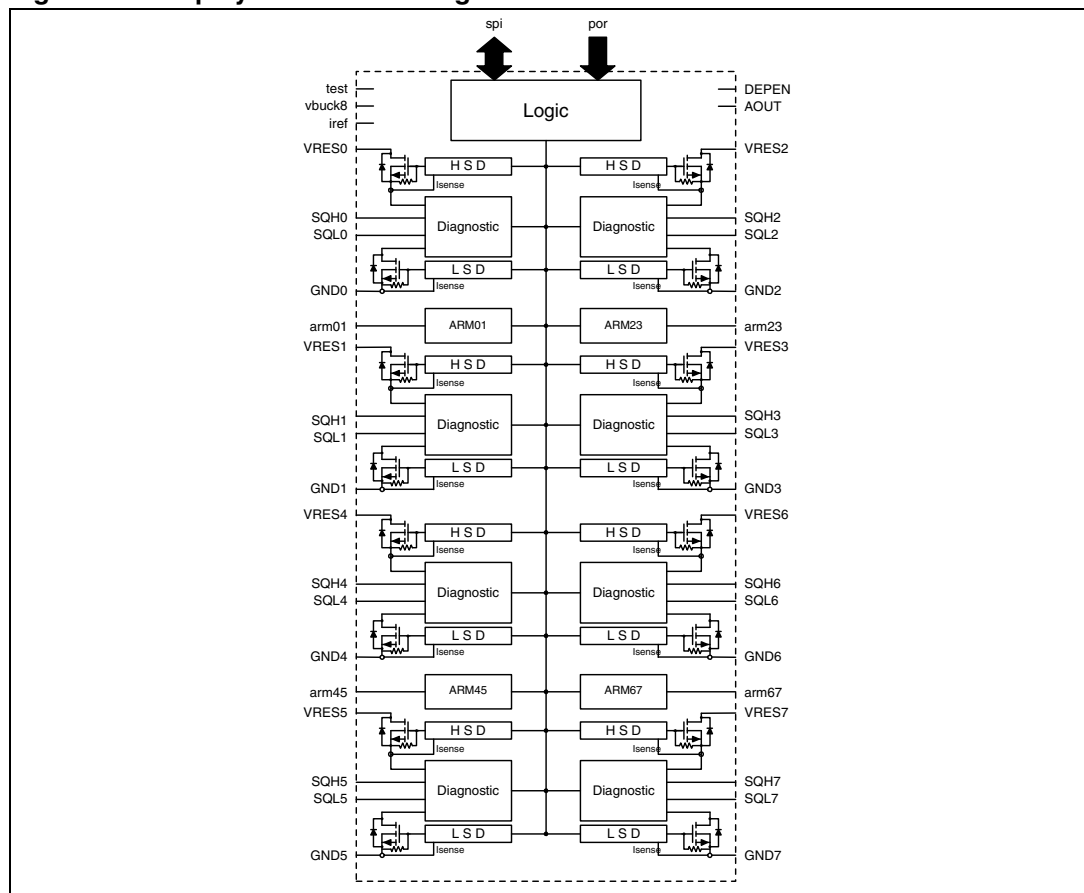 spi por
test
vbuck8
iref
Logic
DEPEN
AOUT
VRES0 HSD HSD VRES2
Isense Isense
SQH0 Diagnostic Diagnostic SQH2
SQL0 SQL2
LSD LSD
GND0 Isense Isense GND2
arm01 ARM01 ARM23 arm23
VRES1 HSD HSD VRES3
Isense Isense
SQH1 Diagnostic Diagnostic SQH3
SQL1 SQL3
LSD LSD
GND1 Isense Isense GND3
VRES4 HSD HSD VRES6
Isense Isense
SQH4 Diagnostic Diagnostic SQH6
SQL4 SQL6
LSD LSD
GND4 Isense Isense GND6
arm45 ARM45 ARM67 arm67
VRES5 HSD HSD VRES7
Isense Isense
SQH5 Diagnostic Diagnostic SQH7
SQL5 SQL7
LSD LSD
GND5 Isense Isense GND7